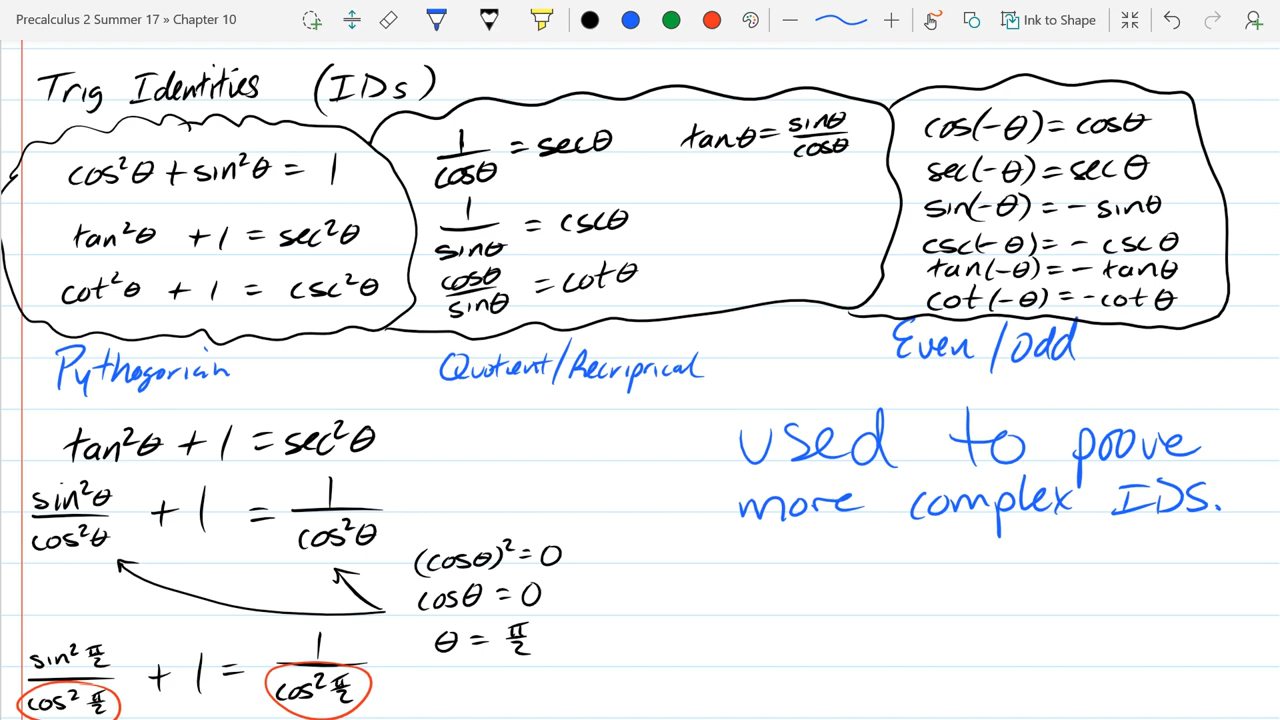 Precalculus 2 Summer 17 » Chapter 10
Ink to Shape
Trig Identities (IDs)
cos²θ + sin²θ = 1
tan²θ + 1 = sec²θ
cot²θ + 1 = csc²θ
Pythegorian
1/cosθ = secθ
1/sinθ = cscθ
cosθ/sinθ = cotθ
tanθ = sinθ/cosθ
Quotient/Recriprical
cos(-θ) = cosθ
sec(-θ) = secθ
sin(-θ) = - sinθ
csc(-θ) = - cscθ
tan(-θ) = - tanθ
cot(-θ) = -cotθ
Even/Odd
tan²θ + 1 = sec²θ
sin²θ/cos²θ + 1 = 1/cos²θ
(cosθ)² = 0
cosθ = 0
θ = π/2
sin² π/2 / cos² π/2 + 1 = 1/cos² π/2
used to prove
more complex IDS.